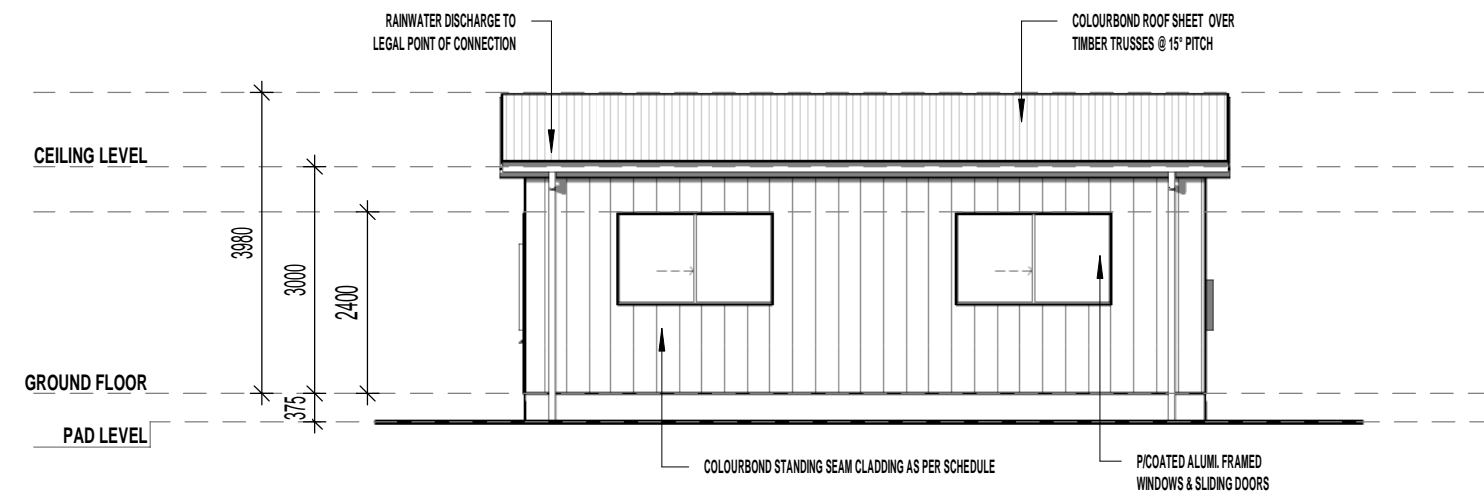 RAINWATER DISCHARGE TO
LEGAL POINT OF CONNECTION
COLOURBOND ROOF SHEET OVER
TIMBER TRUSSES @ 15° PITCH
CEILING LEVEL
3980
3000
2400
GROUND FLOOR
375
PAD LEVEL
COLOURBOND STANDING SEAM CLADDING AS PER SCHEDULE
P/COATED ALUMI. FRAMED
WINDOWS & SLIDING DOORS